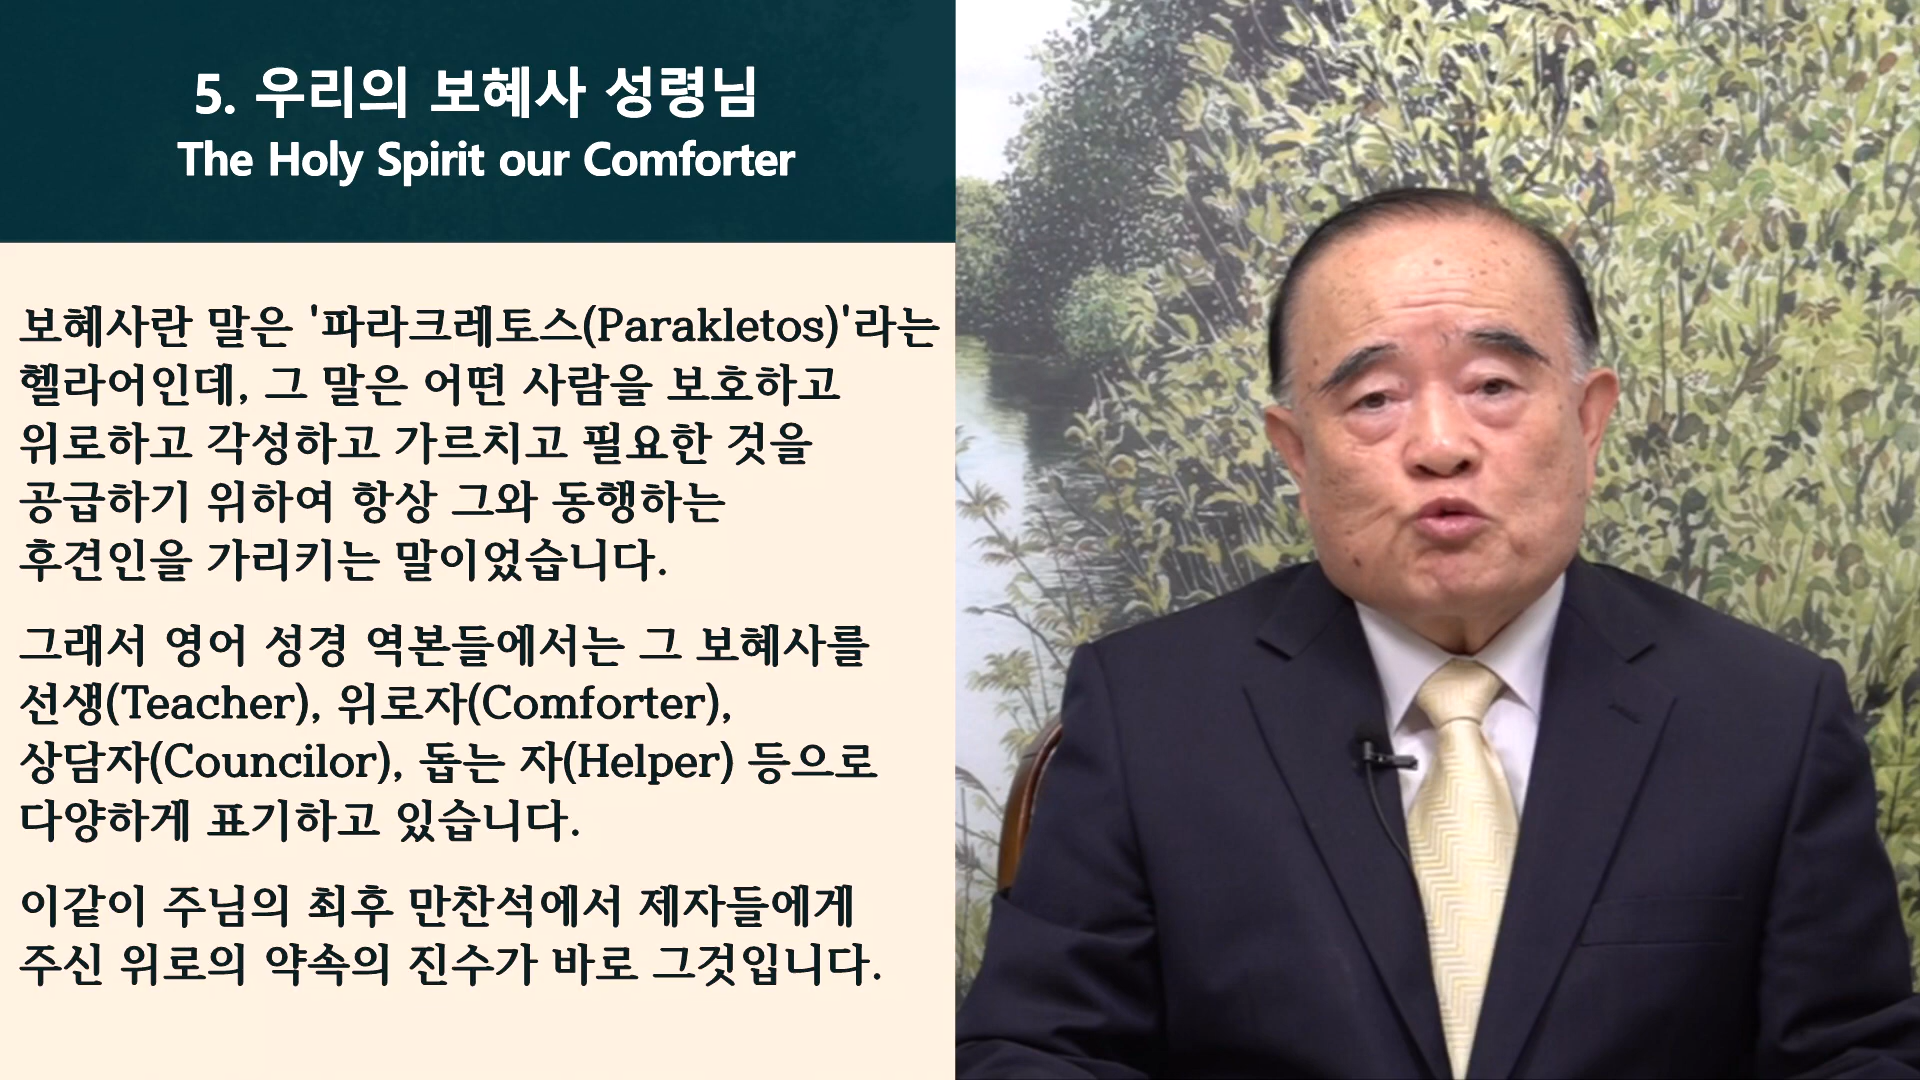 5. 우리의 보혜사 성령님
The Holy Spirit our Comforter
보혜사란 말은 '파라크레토스(Parakletos)'라는
헬라어인데, 그 말은 어떤 사람을 보호하고
위로하고 각성하고 가르치고 필요한 것을
공급하기 위하여 항상 그와 동행하는
후견인을 가리키는 말이었습니다.
그래서 영어 성경 역본들에서는 그 보혜사를
선생(Teacher), 위로자(Comforter),
상담자(Councilor), 돕는 자(Helper) 등으로
다양하게 표기하고 있습니다.
이같이 주님의 최후 만찬석에서 제자들에게
주신 위로의 약속의 진수가 바로 그것입니다.